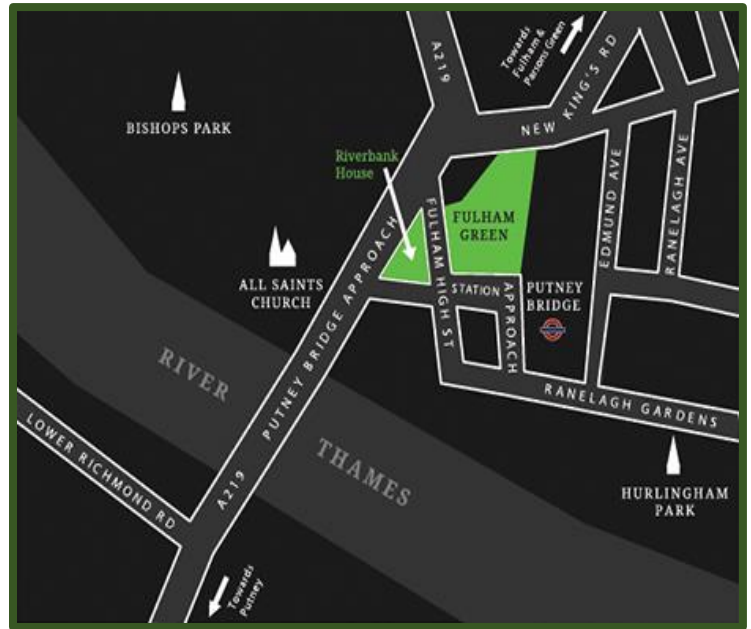 A219
Towards
Fulham &
Parsons Green
NEW KING'S RD
BISHOPS PARK
Riverbank
House
FULHAM
GREEN
EDMUND AVE
RANELAGH AVE
FULHAM HIGH ST
ALL SAINTS
CHURCH
PUTNEY BRIDGE APPROACH
STATION
APPROACH
PUTNEY
BRIDGE
RIVER
THAMES
RANELAGH GARDENS
LOWER RICHMOND RD
A219
HURLINGHAM
PARK
Towards
Putney